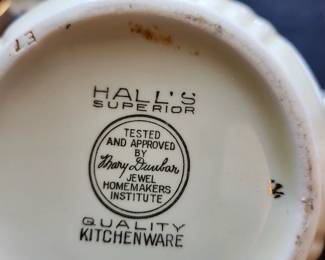 HALL'S
SUPERIOR
TESTED
AND APPROVED
BY
Mary Dunbar
JEWEL
HOMEMAKERS
INSTITUTE
QUALITY
KITCHENWARE